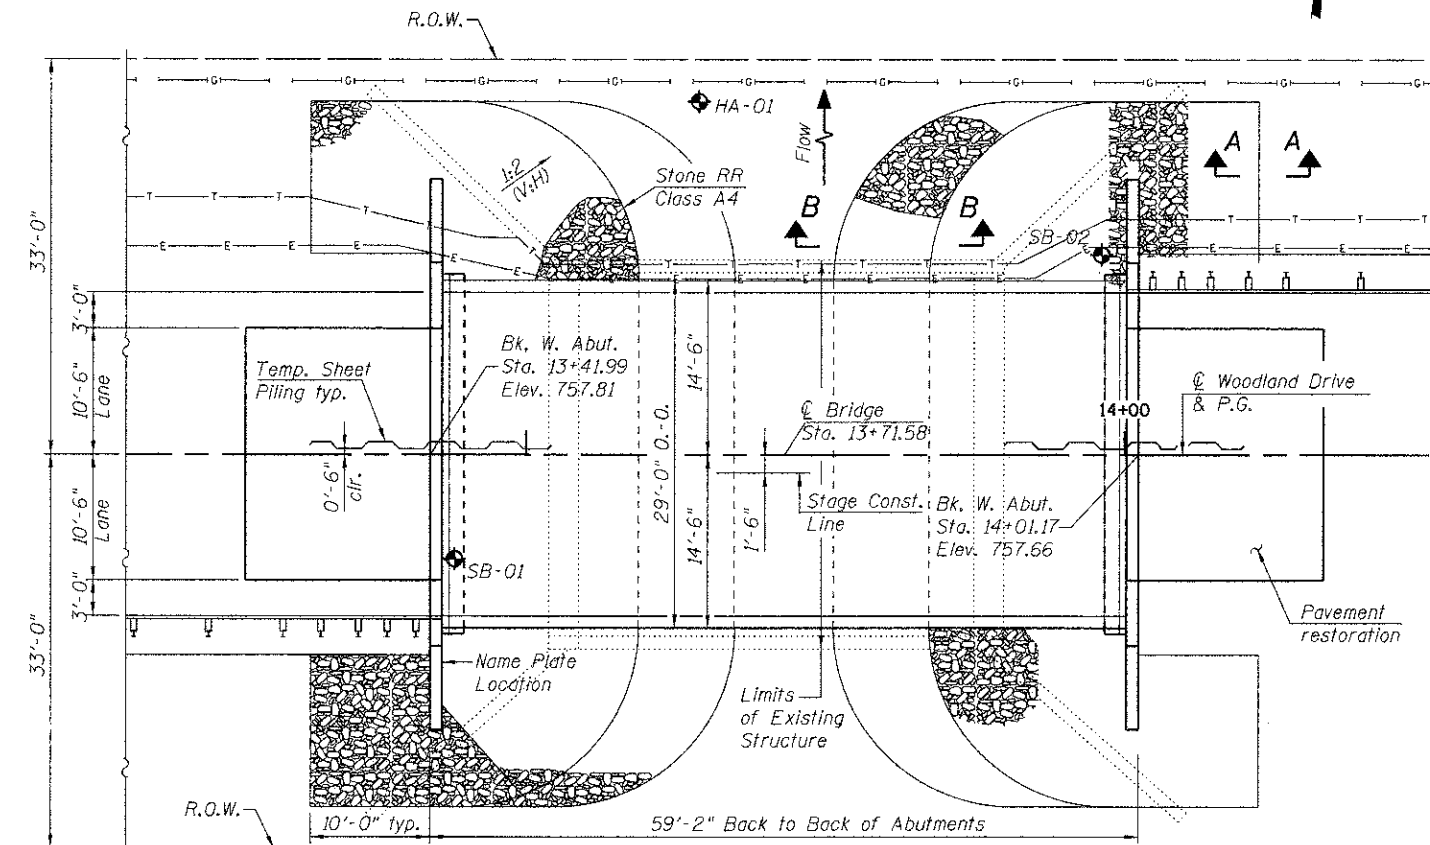 R.O.W.
G G G G G G G G G G
HA-01
Flow
A A
1:2
(V:H)
Stone RR
Class A4
B B
SB-02
T T T T T T T T T T T T T
E E E E E E E E E E E E E
33'-0"
3'-0"
10'-6"
Lane
Temp. Sheet
Piling typ.
Bk. W. Abut.
Sta. 13+41.99
Elev. 757.81
14'-6"
℄ Bridge
Sta. 13+71.58
14+00
℄ Woodland Drive
& P.G.
0'-6"
clr.
29'-0" O.-O.
10'-6"
Lane
14'-6"
1'-6"
Stage Const.
Line
Bk. W. Abut.
Sta. 14+01.17
Elev. 757.66
SB-01
3'-0"
33'-0"
Pavement
restoration
Name Plate
Location
Limits
of Existing
Structure
R.O.W.
10'-0" typ.
59'-2" Back to Back of Abutments